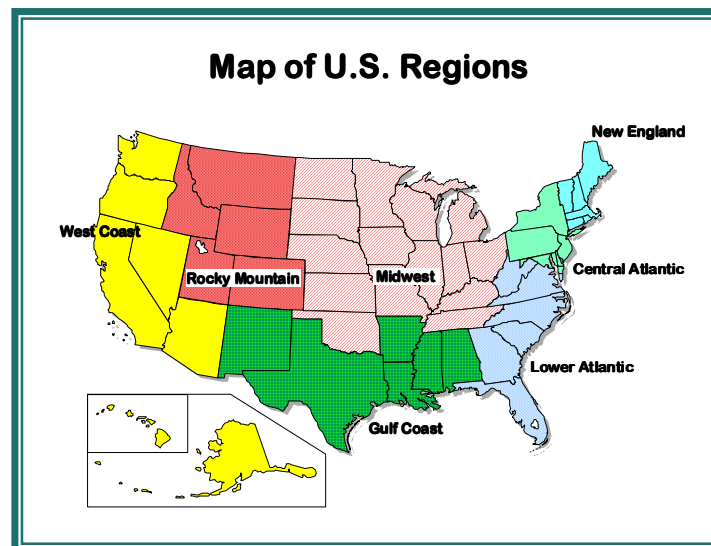 Map of U.S. Regions
New England
West Coast
Central Atlantic
Rocky Mountain
Midwest
Lower Atlantic
Gulf Coast